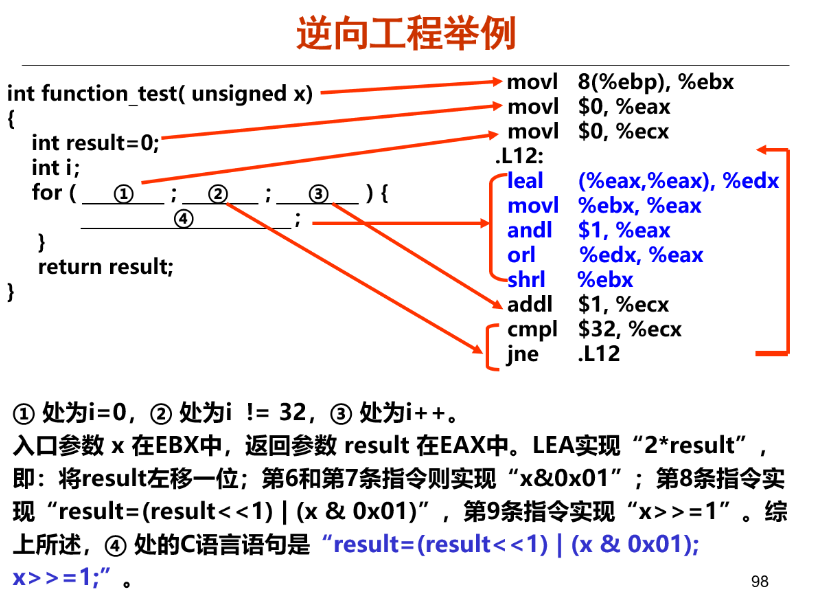 逆向工程举例
int function_test( unsigned x)
{
int result=0;
int i;
for ( ① ; ② ; ③ ) {
④ ;
}
return result;
}
movl 8(%ebp), %ebx
movl $0, %eax
movl $0, %ecx
.L12:
leal (%eax,%eax), %edx
movl %ebx, %eax
andl $1, %eax
orl %edx, %eax
shrl %ebx
addl $1, %ecx
cmpl $32, %ecx
jne .L12
① 处为i=0，② 处为i != 32，③ 处为i++。
入口参数 x 在EBX中，返回参数 result 在EAX中。LEA实现“2*result”，
即：将result左移一位；第6和第7条指令则实现“x&0x01”；第8条指令实
现“result=(result<<1) | (x & 0x01)”，第9条指令实现“x>>=1”。综
上所述，④ 处的C语言语句是“result=(result<<1) | (x & 0x01);
x>>=1;”。
98